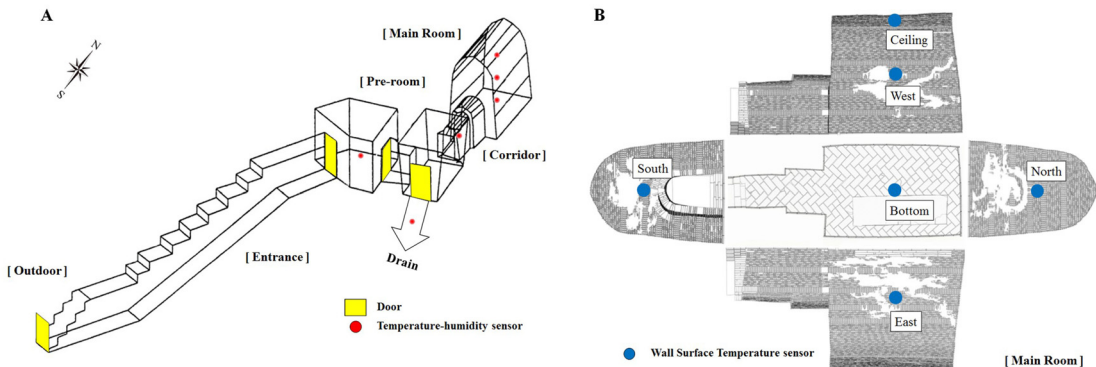 A
N
S
[ Main Room ]
[ Pre-room ]
[ Corridor ]
[ Outdoor ]
[ Entrance ]
Drain
Door
Temperature-humidity sensor
B
Ceiling
West
South
North
Bottom
East
Wall Surface Temperature sensor
[ Main Room ]